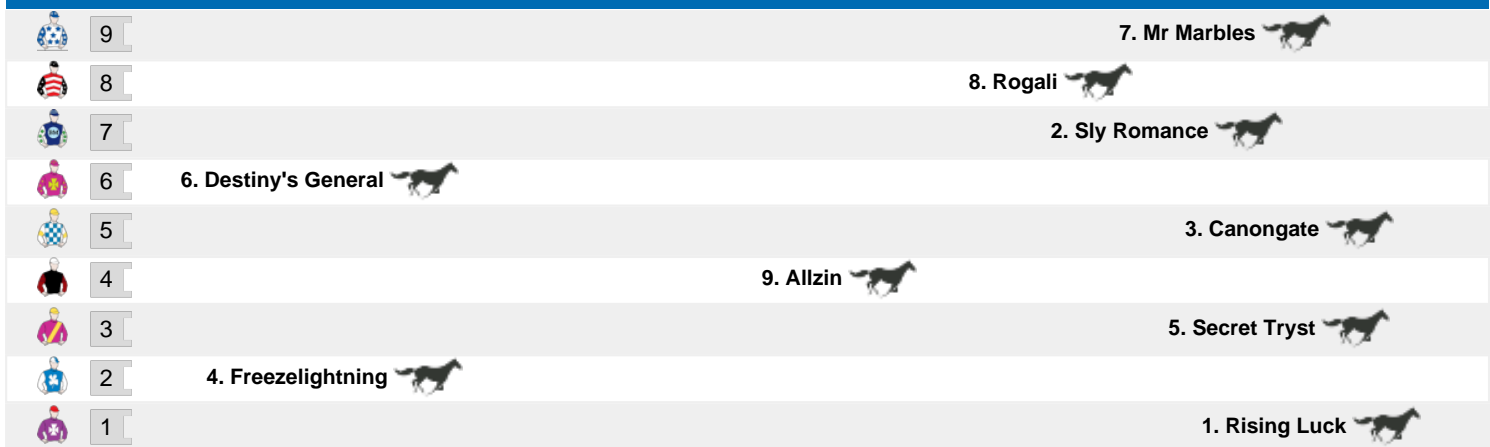 9 7. Mr Marbles
8 8. Rogali
7 2. Sly Romance
6 6. Destiny's General
5 3. Canongate
4 9. Allzin
3 5. Secret Tryst
2 4. Freezelightning
1 1. Rising Luck